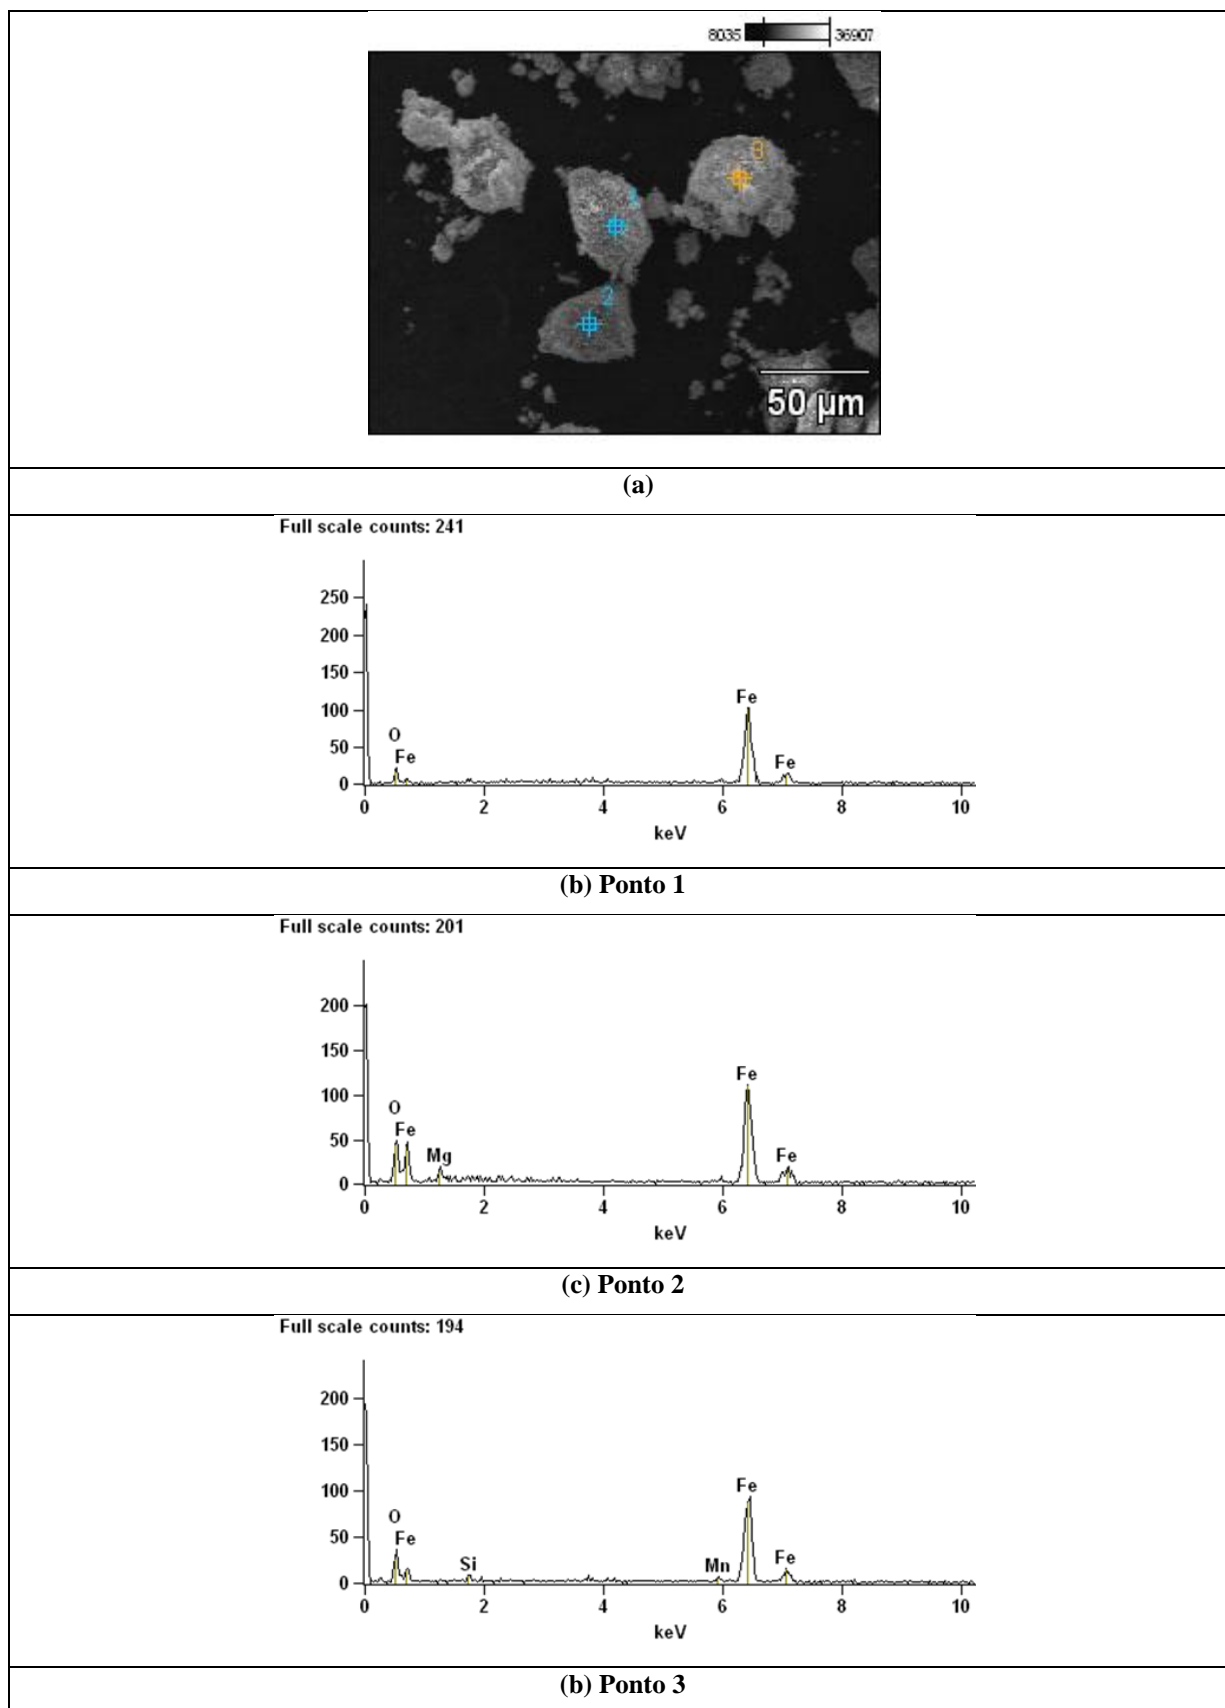 8035 36907
3
1
2
50 µm
(a)
Full scale counts: 241
250
200
150
100
50
0
Fe
O
Fe
Fe
0 2 4 6 8 10
keV
(b) Ponto 1
Full scale counts: 201
200
150
100
50
0
Fe
O
Fe
Mg
Fe
0 2 4 6 8 10
keV
(c) Ponto 2
Full scale counts: 194
200
150
100
50
0
Fe
O
Fe
Si
Mn
Fe
0 2 4 6 8 10
keV
(b) Ponto 3